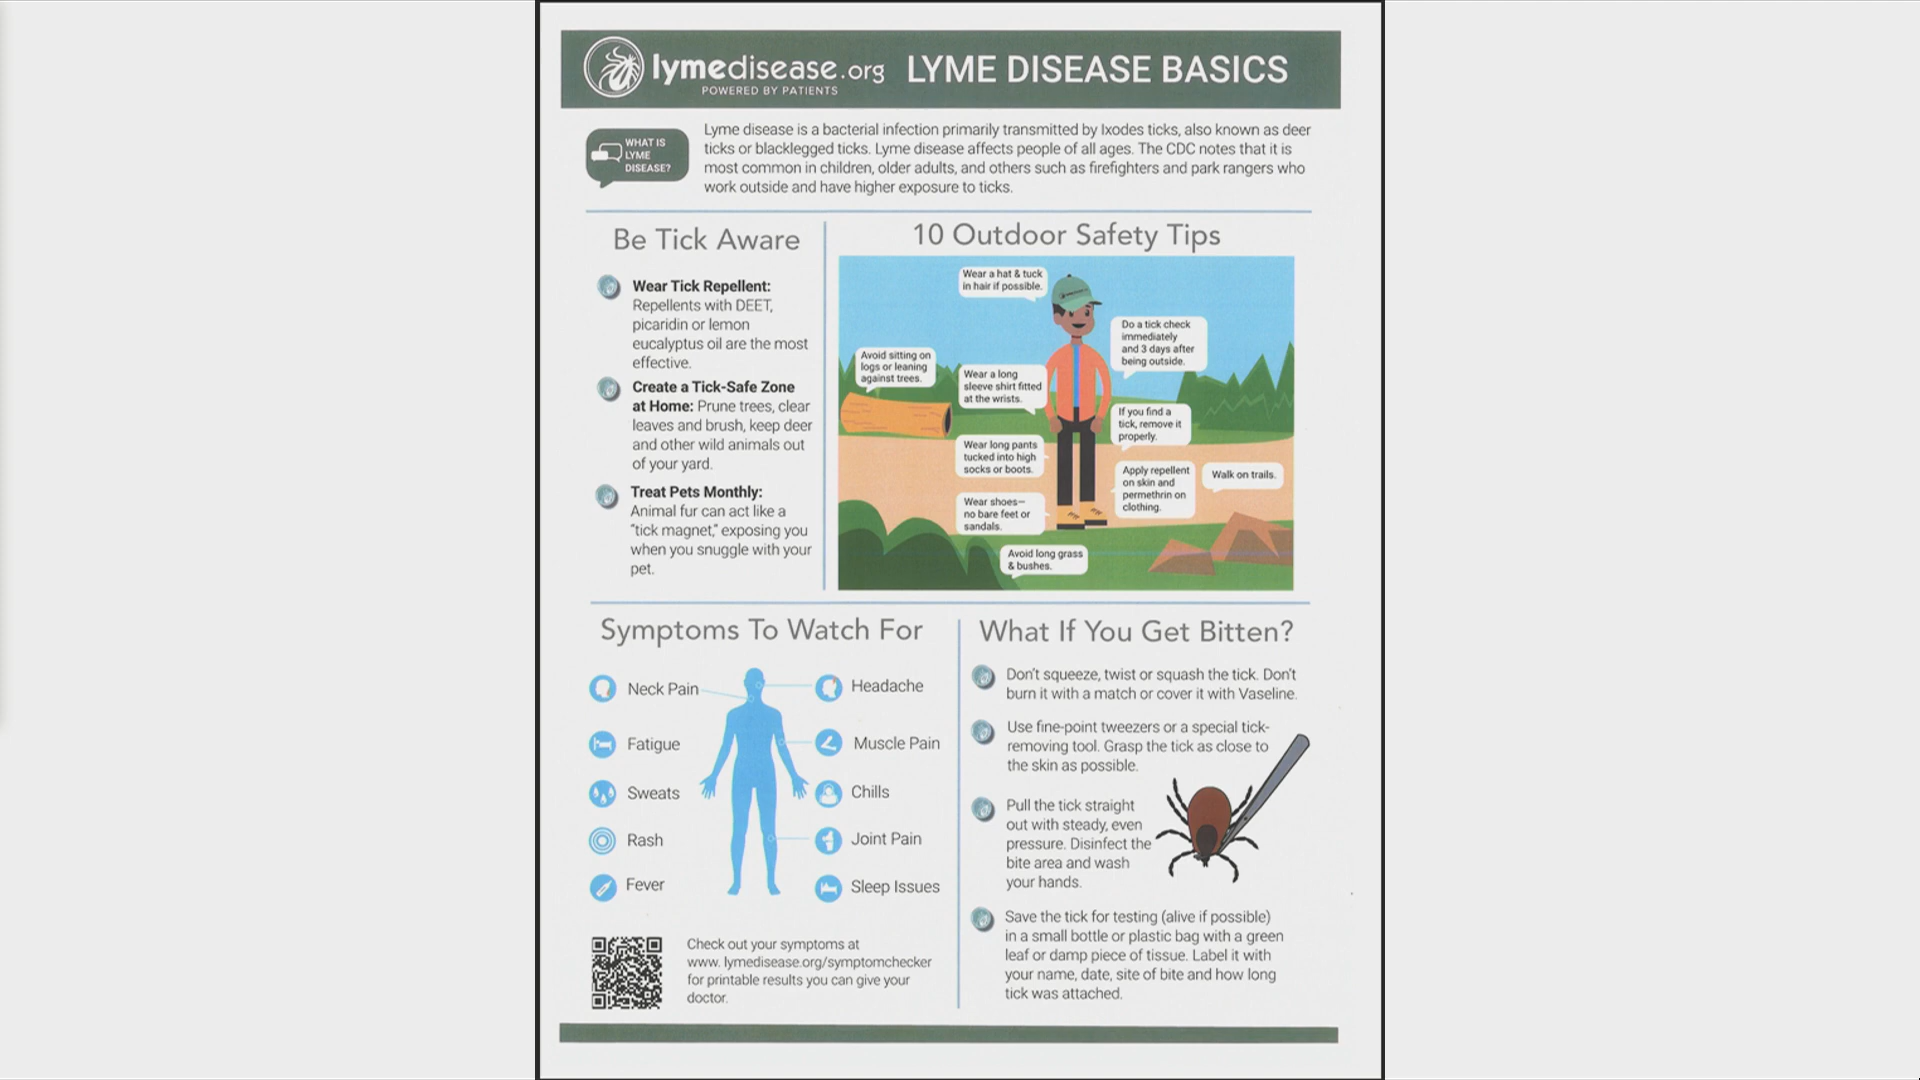 lymedisease.org
POWERED BY PATIENTS
LYME DISEASE BASICS
WHAT IS
LYME
DISEASE?
Lyme disease is a bacterial infection primarily transmitted by Ixodes ticks, also known as deer
ticks or blacklegged ticks. Lyme disease affects people of all ages. The CDC notes that it is
most common in children, older adults, and others such as firefighters and park rangers who
work outside and have higher exposure to ticks.
Be Tick Aware
Wear Tick Repellent:
Repellents with DEET,
picaridin or lemon
eucalyptus oil are the most
effective.
Create a Tick-Safe Zone
at Home: Prune trees, clear
leaves and brush, keep deer
and other wild animals out
of your yard.
Treat Pets Monthly:
Animal fur can act like a
"tick magnet," exposing you
when you snuggle with your
pet.
10 Outdoor Safety Tips
Wear a hat & tuck
in hair if possible.
Do a tick check
immediately
and 3 days after
being outside.
Avoid sitting on
logs or leaning
against trees.
Wear a long
sleeve shirt fitted
at the wrists.
If you find a
tick, remove it
properly.
Wear long pants
tucked into high
socks or boots.
Apply repellent
on skin and
permethrin on
clothing.
Walk on trails.
Wear shoes—
no bare feet or
sandals.
Avoid long grass
& bushes.
Symptoms To Watch For
Neck Pain
Headache
Fatigue
Muscle Pain
Sweats
Chills
Rash
Joint Pain
Fever
Sleep Issues
Check out your symptoms at
www. lymedisease.org/symptomchecker
for printable results you can give your
doctor.
What If You Get Bitten?
Don't squeeze, twist or squash the tick. Don't
burn it with a match or cover it with Vaseline.
Use fine-point tweezers or a special tick-
removing tool. Grasp the tick as close to
the skin as possible.
Pull the tick straight
out with steady, even
pressure. Disinfect the
bite area and wash
your hands.
Save the tick for testing (alive if possible)
in a small bottle or plastic bag with a green
leaf or damp piece of tissue. Label it with
your name, date, site of bite and how long
tick was attached.